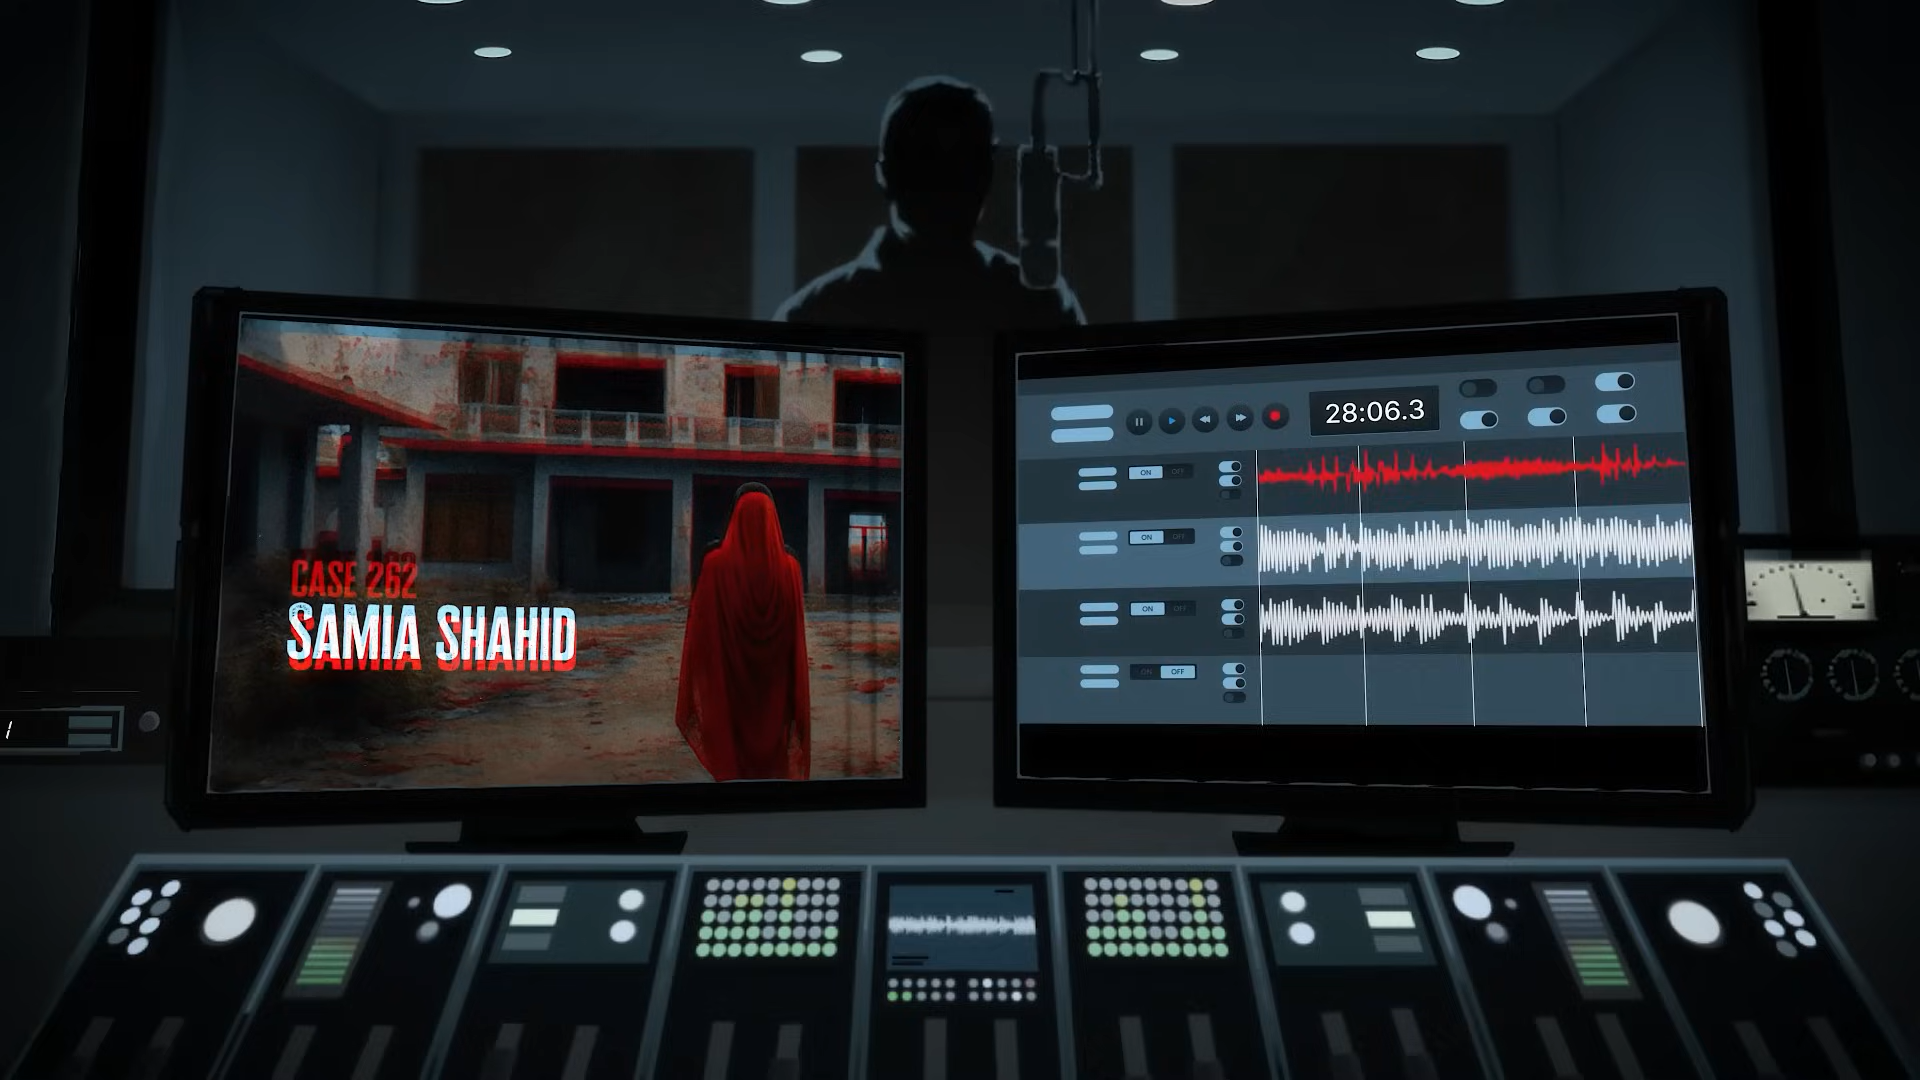 CASE 262
SAMIA SHAHID
28:06.3
ON OFF
ON OFF
ON OFF
ON OFF